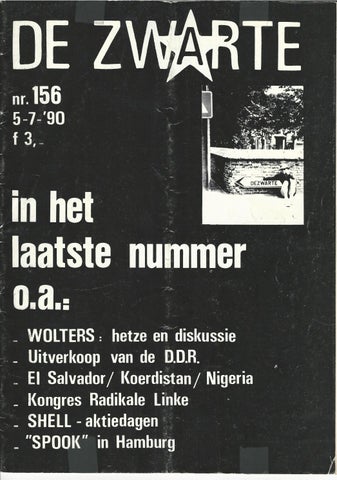 DE ZWARTE
nr. 156
5-7-'90
f 3,-
DEZWARTE
in het
laatste nummer
o.a.:
_ WOLTERS: hetze en diskussie
_ Uitverkoop van de D.D.R.
_ El Salvador/Koerdistan/Nigeria
_ Kongres Radikale Linke
_ SHELL-aktiedagen
_ "SPOOK" in Hamburg